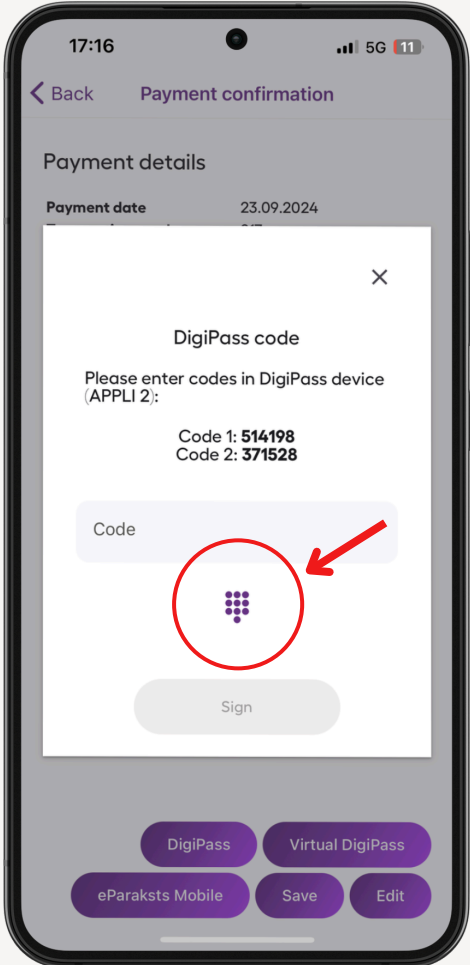 17:16
5G 11
Back
Payment confirmation
Payment details
Payment date 23.09.2024
DigiPass code
Please enter codes in DigiPass device
(APPLI 2):
Code 1: 514198
Code 2: 371528
Code
Sign
DigiPass
Virtual DigiPass
eParaksts Mobile
Save
Edit